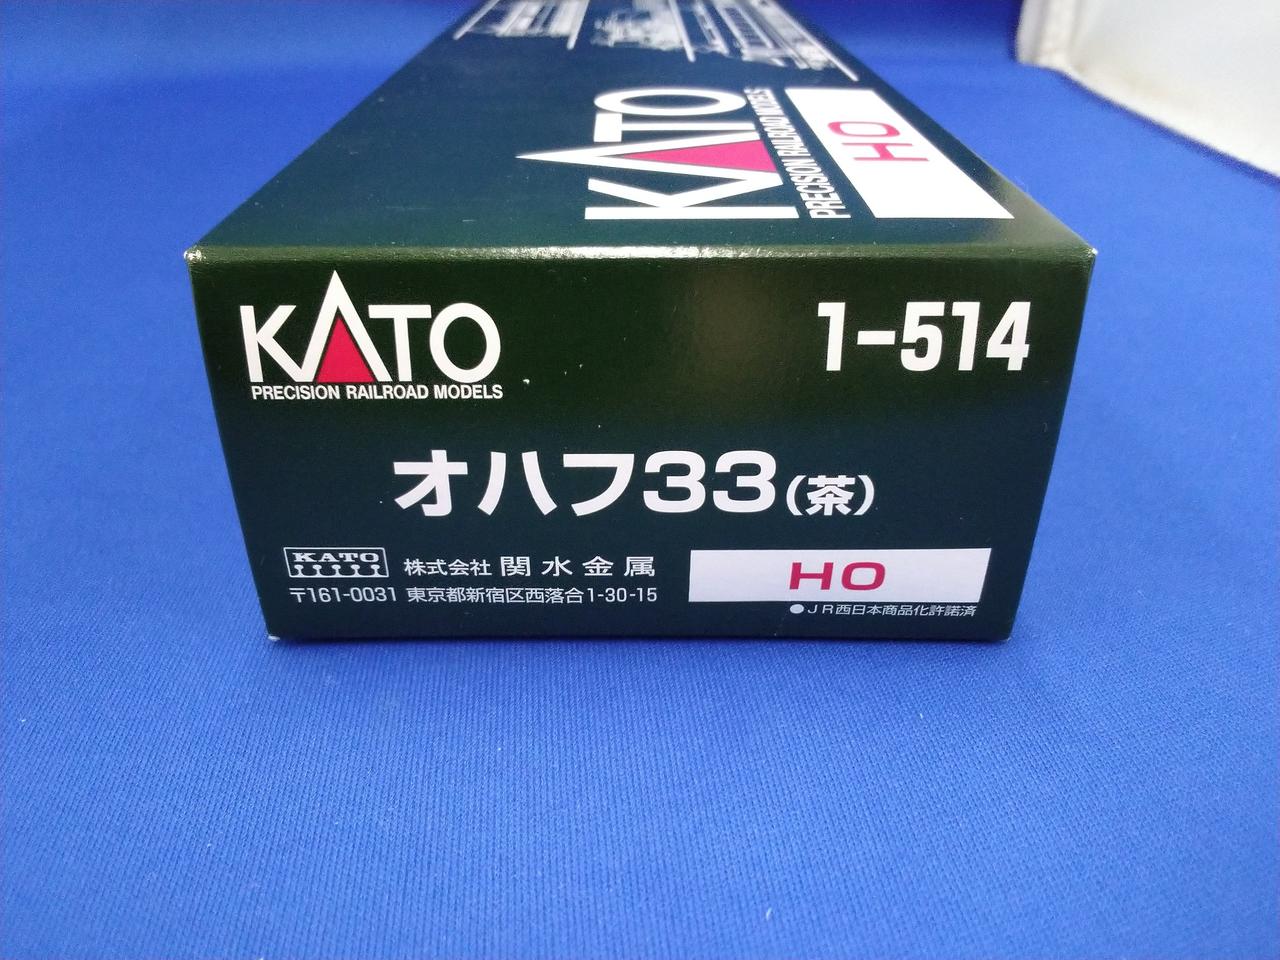 KATO
PRECISION RAILROAD MODELS
HO
KATO
PRECISION RAILROAD MODELS
1-514
オハフ33(茶)
KATO
株式会社 関水金属
〒161-0031 東京都新宿区西落合1-30-15
HO
●JR西日本商品化許諾済